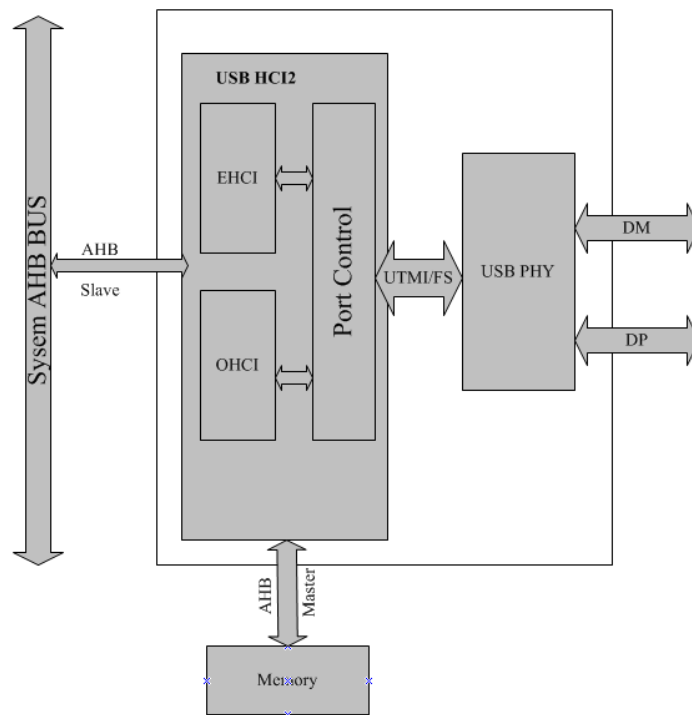 USB HCI2
EHCI
OHCI
Port Control
Sysem AHB BUS
AHB
Slave
UTMI/FS
USB PHY
DM
DP
AHB
Master
Memory